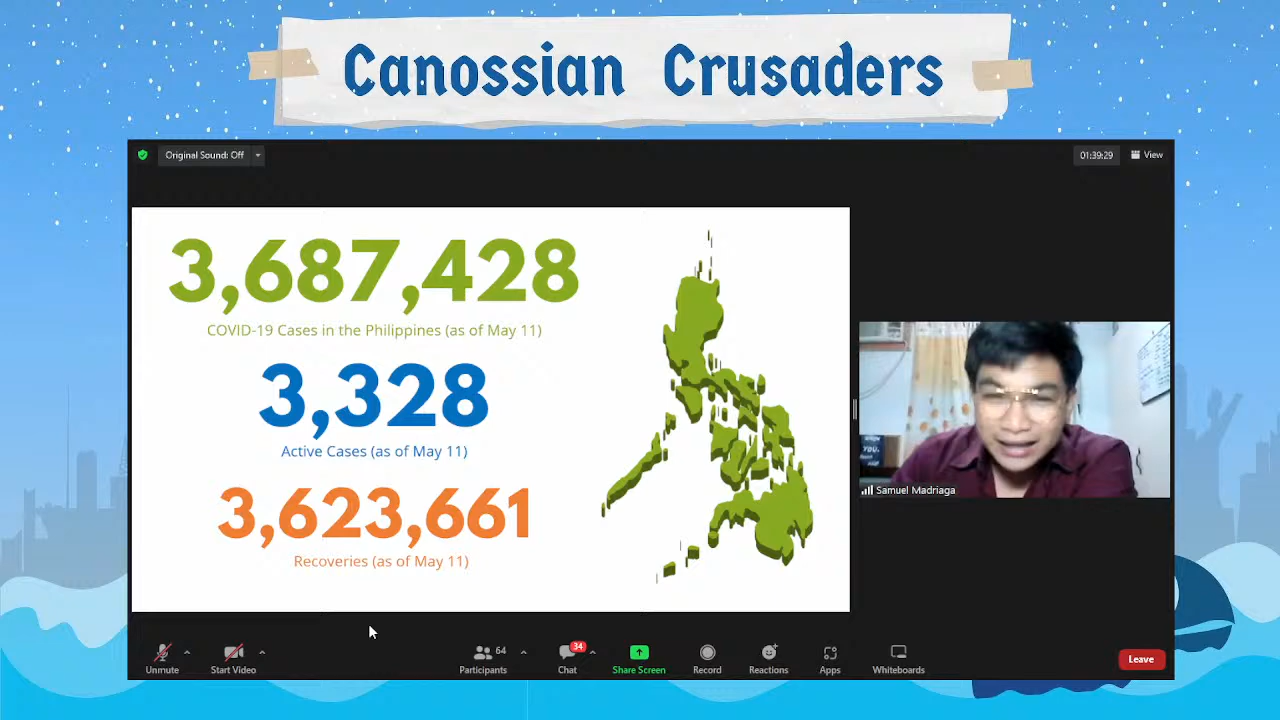 Canossian Crusaders
Original Sound: Off
01:39:29
View
3,687,428
COVID-19 Cases in the Philippines (as of May 11)
3,328
Active Cases (as of May 11)
3,623,661
Recoveries (as of May 11)
YOU.
Samuel Madriaga
Unmute
Start Video
64
Participants
34
Chat
Share Screen
Record
Reactions
Apps
Whiteboards
Leave